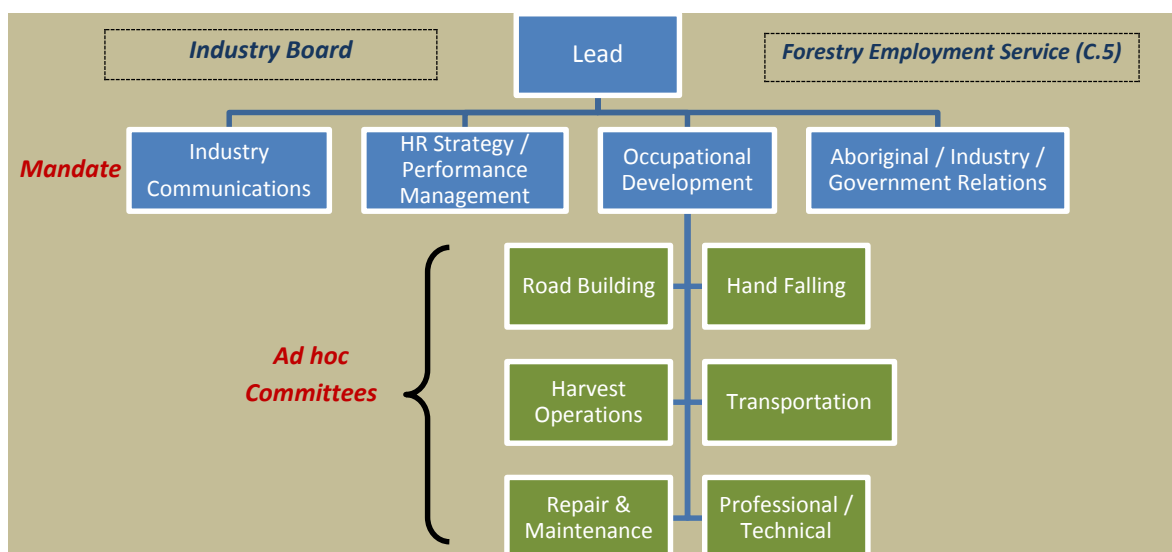 Industry Board
Lead
Forestry Employment Service (C.5)
Mandate
Industry
Communications
HR Strategy /
Performance
Management
Occupational
Development
Aboriginal / Industry /
Government Relations
Ad hoc
Committees
Road Building
Hand Falling
Harvest
Operations
Transportation
Repair &
Maintenance
Professional /
Technical